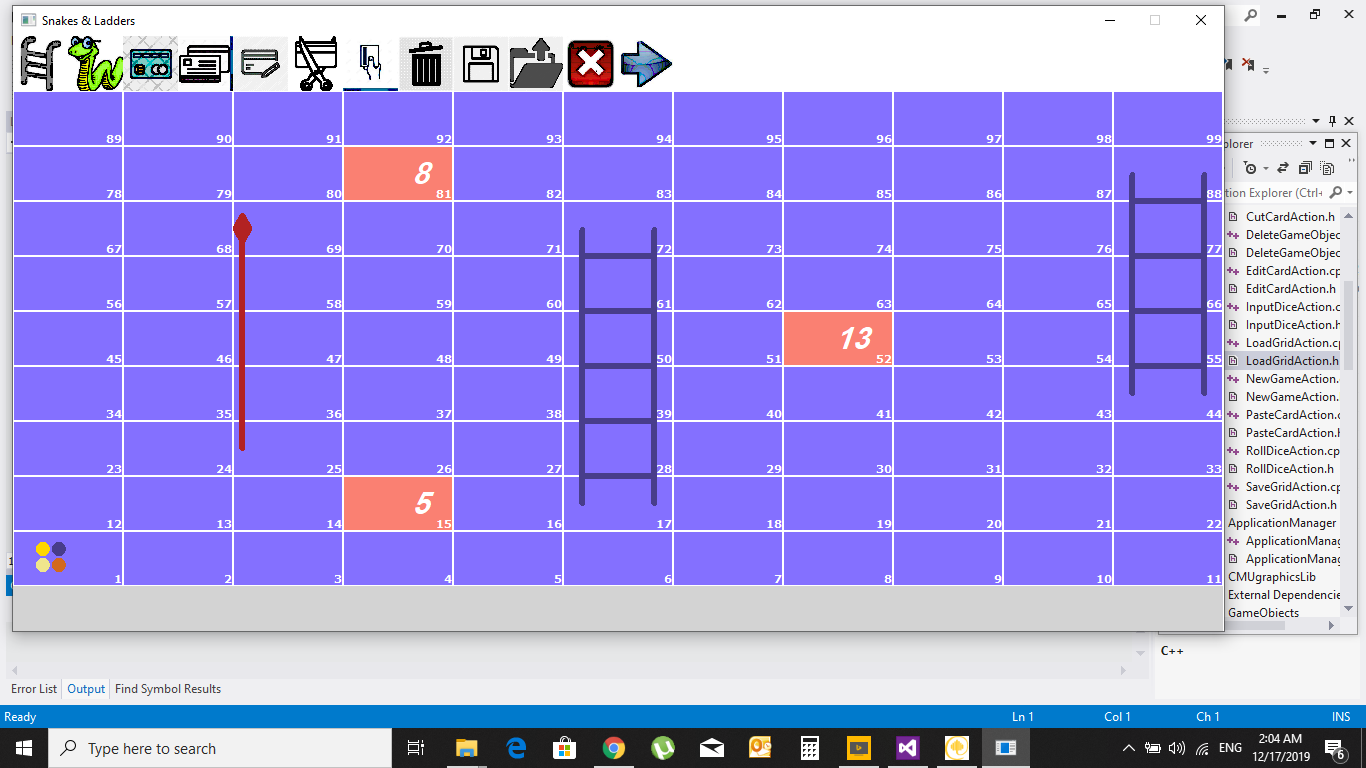 Snakes & Ladders
89 90 91 92 93 94 95 96 97 98 99
8
78 79 80 81 82 83 84 85 86 87 88
67 68 69 70 71 72 73 74 75 76 77
56 57 58 59 60 61 62 63 64 65 66
13
45 46 47 48 49 50 51 52 53 54 55
34 35 36 37 38 39 40 41 42 43 44
23 24 25 26 27 28 29 30 31 32 33
5
12 13 14 15 16 17 18 19 20 21 22
1 2 3 4 5 6 7 8 9 10 11
plorer
tion Explorer (Ctrl+
CutCardAction.h
DeleteGameObjec
DeleteGameObjec
EditCardAction.cp
EditCardAction.h
InputDiceAction.c
InputDiceAction.h
LoadGridAction.cp
LoadGridAction.h
NewGameAction.
NewGameAction.
PasteCardAction.c
PasteCardAction.h
RollDiceAction.cp
RollDiceAction.h
SaveGridAction.cp
SaveGridAction.h
ApplicationManager
ApplicationManag
ApplicationManag
CMUgraphicsLib
External Dependencie
GameObjects
C++
Error List Output Find Symbol Results
Ready Ln 1 Col 1 Ch 1 INS
Type here to search
ENG
2:04 AM
12/17/2019
6